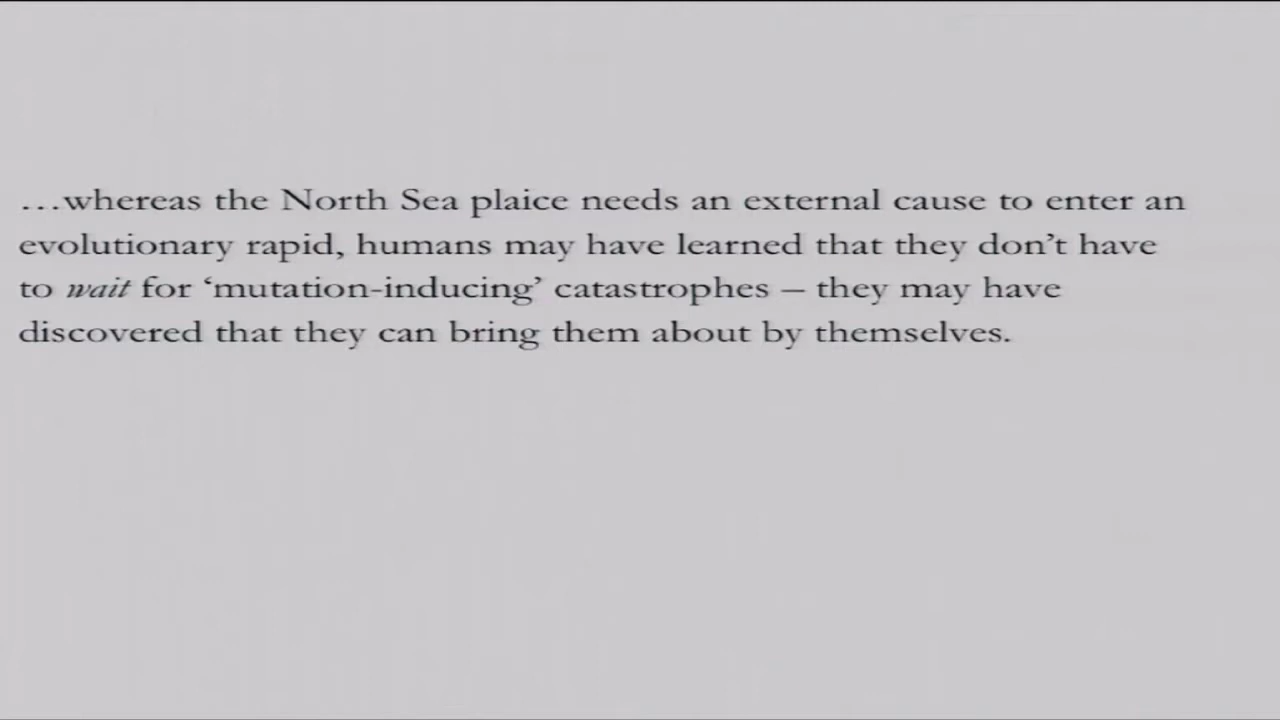 …whereas the North Sea plaice needs an external cause to enter an
evolutionary rapid, humans may have learned that they don’t have
to wait for ‘mutation-inducing’ catastrophes – they may have
discovered that they can bring them about by themselves.